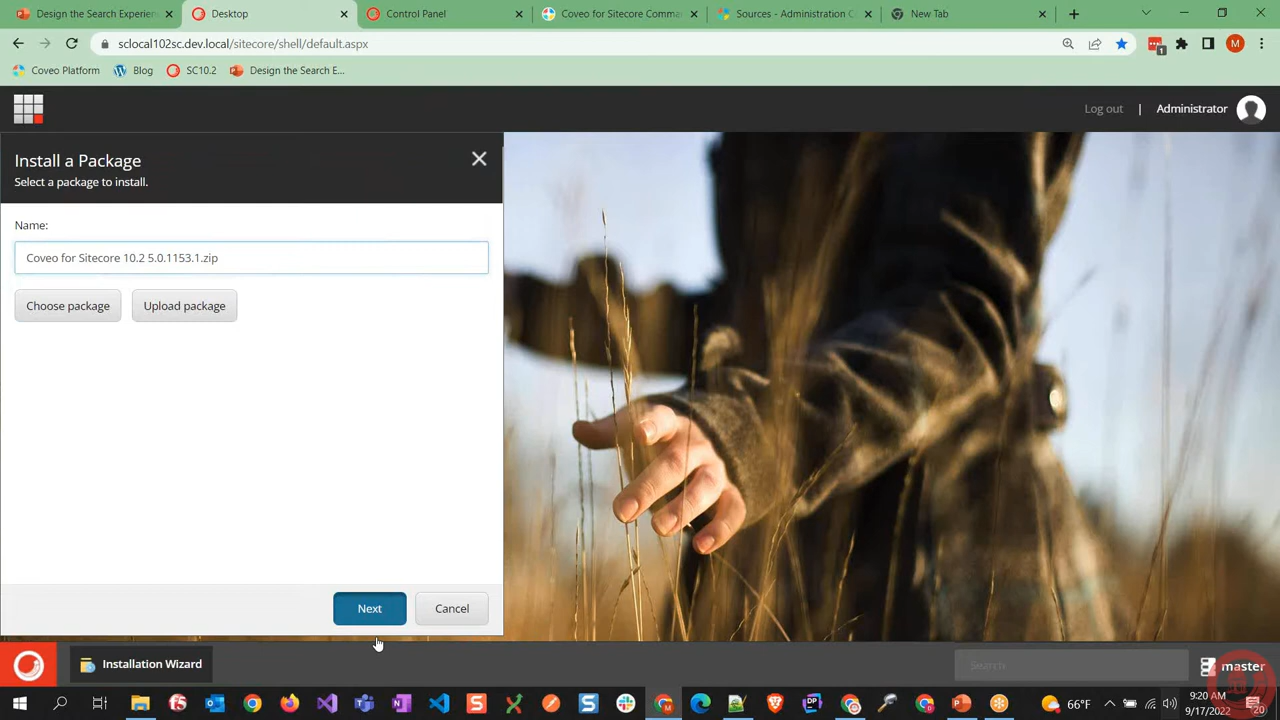 Design the Search Experien
Desktop
Control Panel
Coveo for Sitecore Comma
Sources - Administration C
New Tab
sclocal102sc.dev.local/sitecore/shell/default.aspx
M
1
Coveo Platform
Blog
SC10.2
Design the Search E...
Log out | Administrator
Install a Package
Select a package to install.
Name:
Coveo for Sitecore 10.2 5.0.1153.1.zip
Choose package
Upload package
Next
Cancel
Installation Wizard
Search
master
66°F
9:20 AM
9/17/2022
20